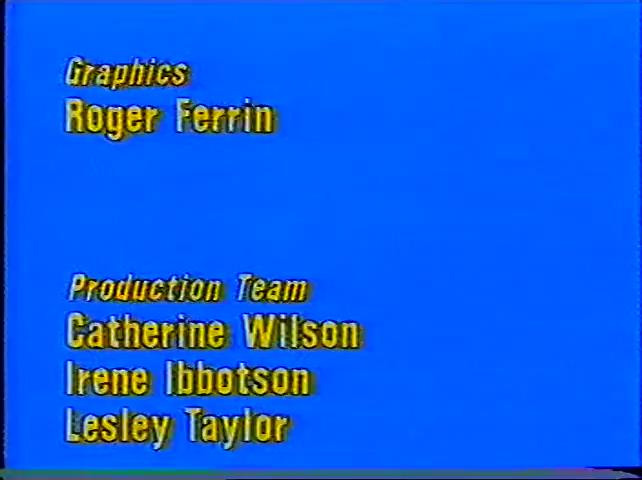 Graphics
Roger Ferrin
Production Team
Catherine Wilson
Irene Ibbotson
Lesley Taylor